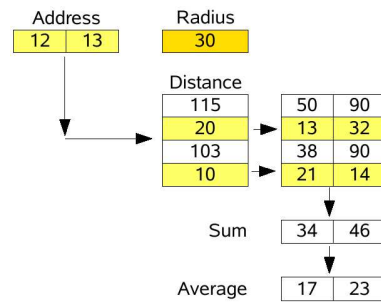 Address Radius
12 13 30
Distance
115 50 90
20 13 32
103 38 90
10 21 14
Sum 34 46
Average 17 23